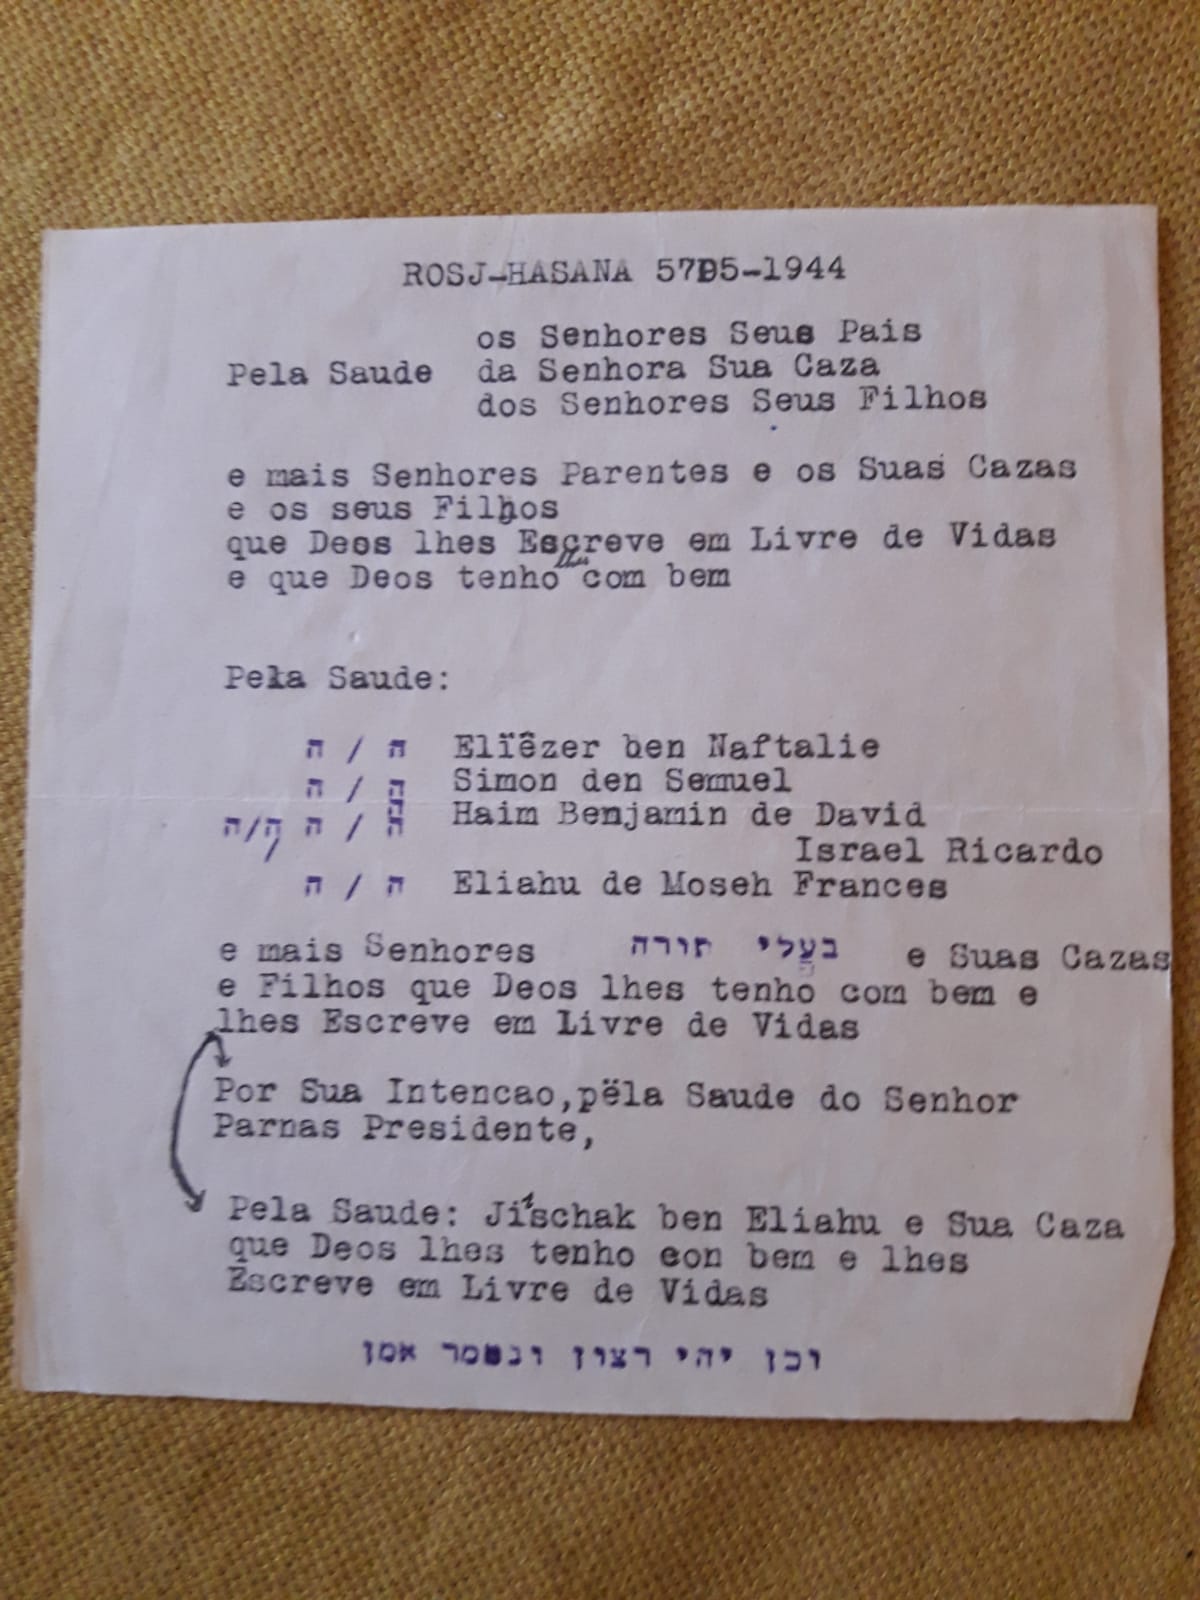 ROSJ-HASANA 5705-1944
os Senhores Seus Pais
Pela Saude da Senhora Sua Caza
dos Senhores Seus Filhos
e mais Senhores Parentes e os Suas Cazas
e os seus Filhos
que Deos lhes Escreve em Livre de Vidas
e que Deos tenho lhes com bem
Pela Saude:
ה / ה Elïêzer ben Naftalie
ה / ה Simon den Semuel
ה / ה ה/ה Haim Benjamin de David
Israel Ricardo
ה / ה Eliahu de Moseh Frances
e mais Senhores בעלי תורה e Suas Cazas
e Filhos que Deos lhes tenho com bem e
lhes Escreve em Livre de Vidas
Por Sua Intencao,pëla Saude do Senhor
Parnas Presidente,
Pela Saude: Jitschak ben Eliahu e Sua Caza
que Deos lhes tenho con bem e lhes
Escreve em Livre de Vidas
וכן יהי רצון ונאמר אמן